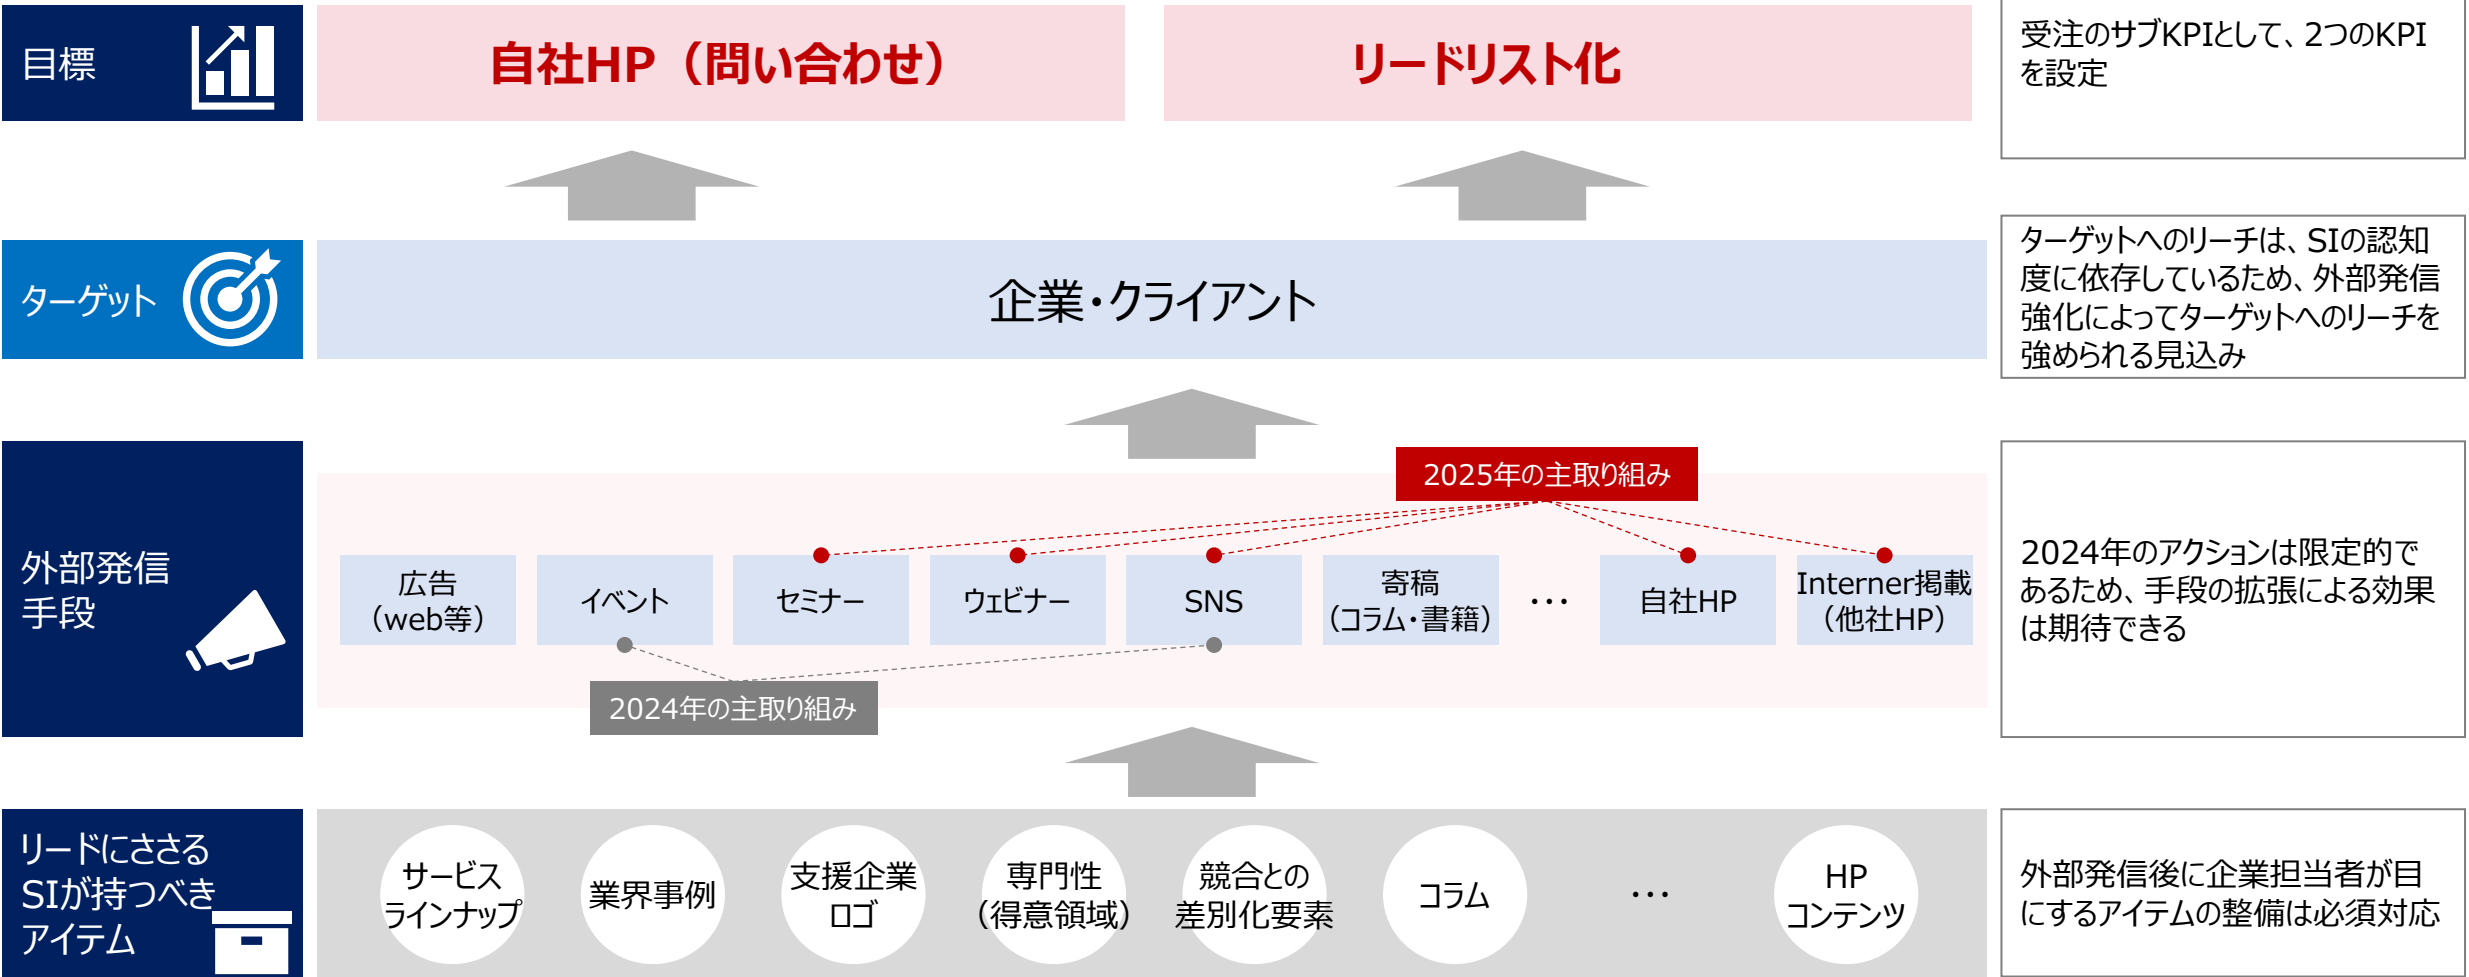 目標
自社HP（問い合わせ）
リードリスト化
受注のサブKPIとして、2つのKPI
を設定
ターゲット
企業・クライアント
ターゲットへのリーチは、SIの認知
度に依存しているため、外部発信
強化によってターゲットへのリーチを
強められる見込み
外部発信
手段
2025年の主取り組み
広告
（web等）
イベント
セミナー
ウェビナー
SNS
寄稿
（コラム・書籍）
…
自社HP
Interner掲載
（他社HP）
2024年の主取り組み
2024年のアクションは限定的で
あるため、手段の拡張による効果
は期待できる
リードにささる
SIが持つべき
アイテム
サービス
ラインナップ
業界事例
支援企業
ロゴ
専門性
（得意領域）
競合との
差別化要素
コラム
…
HP
コンテンツ
外部発信後に企業担当者が目
にするアイテムの整備は必須対応